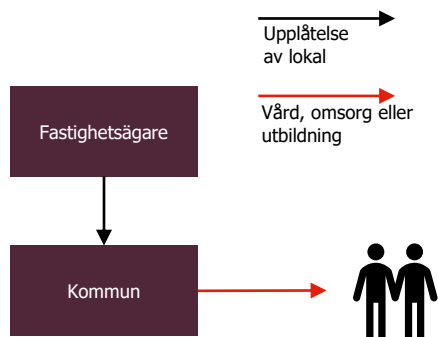 Upplåtelse
av lokal
Fastighetsägare
Vård, omsorg eller
utbildning
Kommun